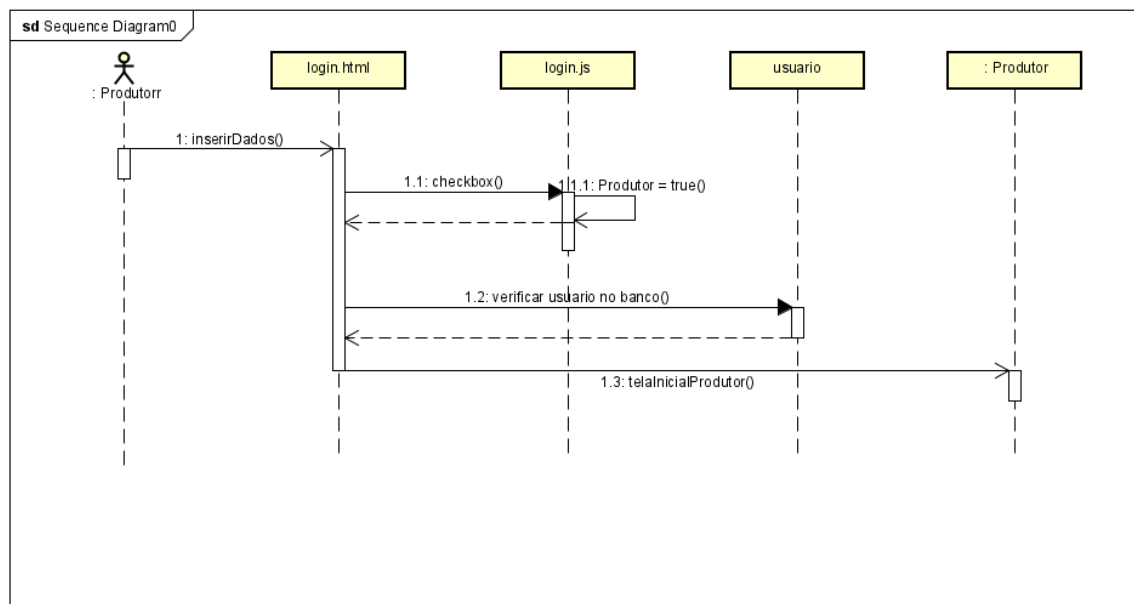 sd Sequence Diagram0
: Produtorr
login.html
login.js
usuario
: Produtor
1: inserirDados()
1.1: checkbox()
1.1.1: Produtor = true()
1.2: verificar usuario no banco()
1.3: telaInicialProdutor()